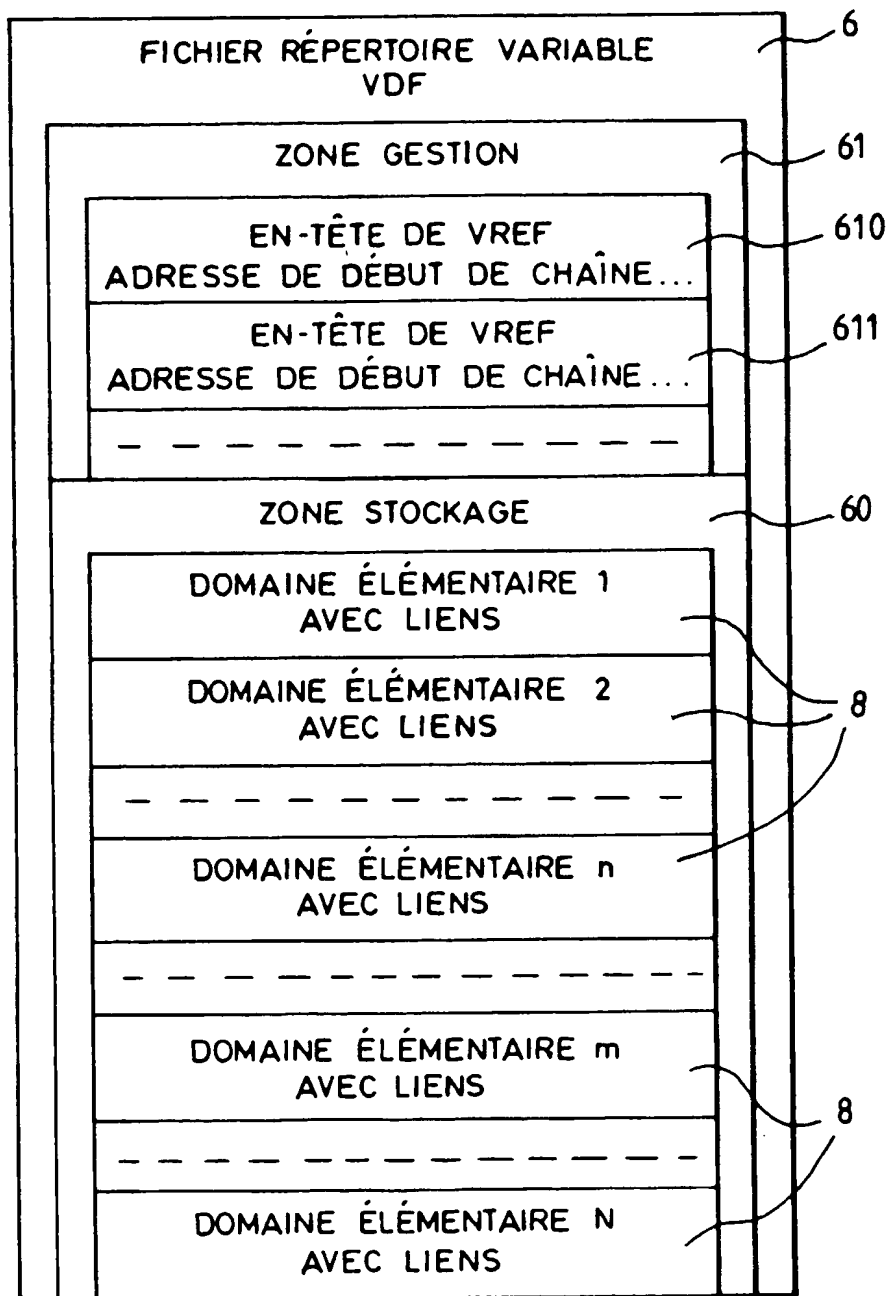 FICHIER RÉPERTOIRE VARIABLE
VDF
6
ZONE GESTION
61
EN-TÊTE DE VREF
ADRESSE DE DÉBUT DE CHAÎNE...
610
EN-TÊTE DE VREF
ADRESSE DE DÉBUT DE CHAÎNE...
611
ZONE STOCKAGE
60
DOMAINE ÉLÉMENTAIRE 1
AVEC LIENS
DOMAINE ÉLÉMENTAIRE 2
AVEC LIENS
8
DOMAINE ÉLÉMENTAIRE n
AVEC LIENS
DOMAINE ÉLÉMENTAIRE m
AVEC LIENS
8
DOMAINE ÉLÉMENTAIRE N
AVEC LIENS